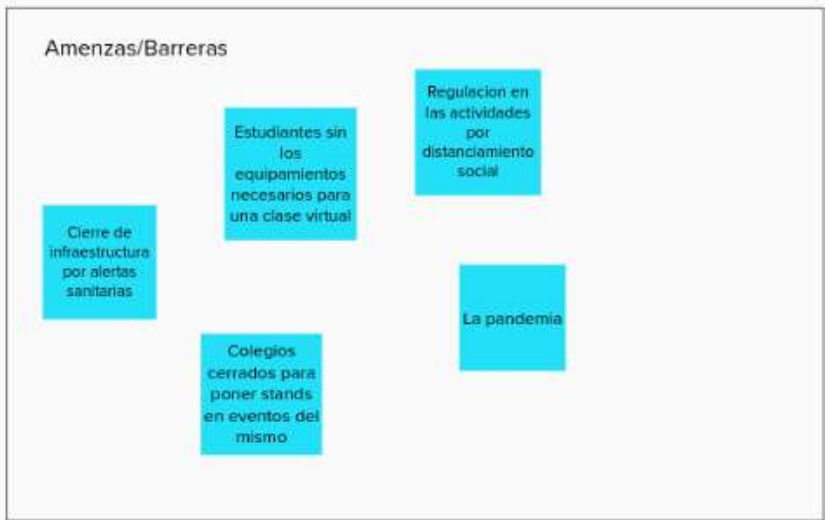 Amenzas/Barreras
Regulacion en
las actividades
por
distanciamiento
social
Estudiantes sin
los
equipamientos
necesarios para
una clase virtual
Cierre de
infraestructura
por alertas
sanitarias
La pandemia
Colegios
cerrados para
poner stands
en eventos del
mismo